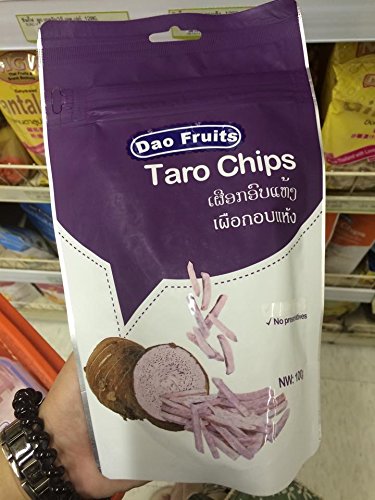 Dao Fruits
Taro Chips
ເຜືອກອົບແຫ້ງ
เผือกอบแห้ง
✓ No preservatives
NW: 100g